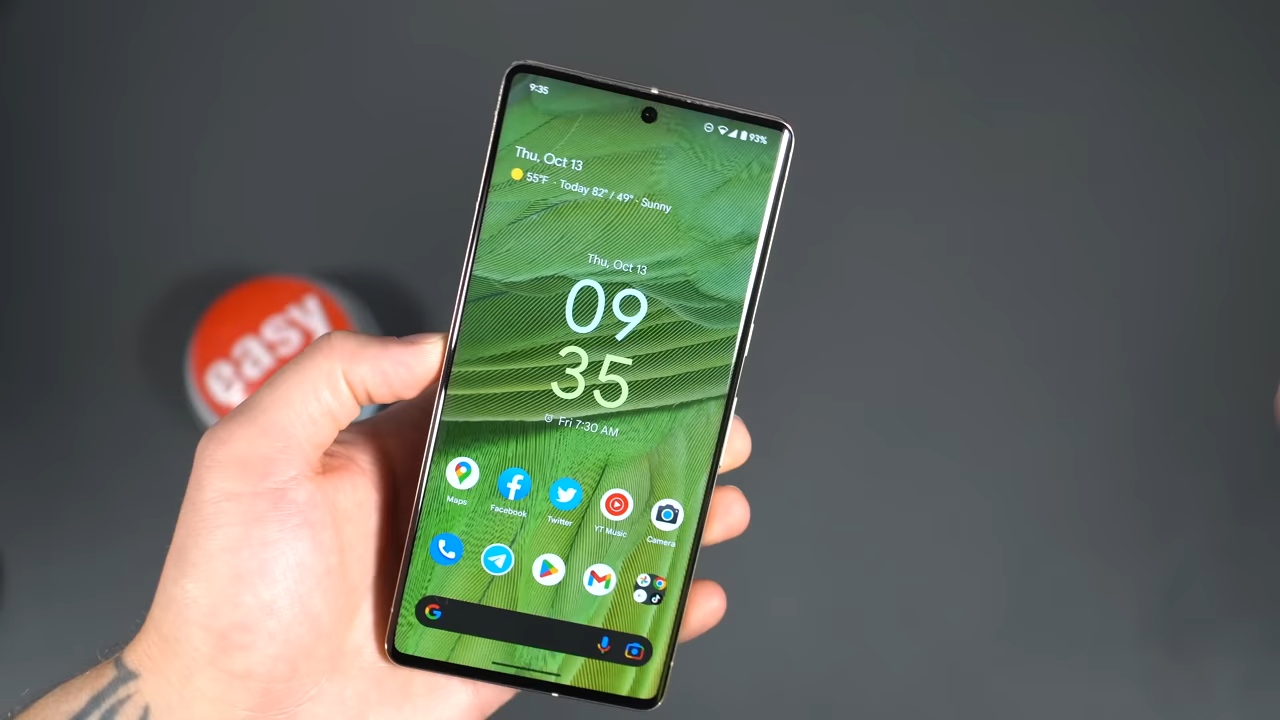 easy
9:35
93%
Thu, Oct 13
55°F · Today 82° / 49° · Sunny
Thu, Oct 13
09
35
Fri 7:30 AM
Maps
Facebook
Twitter
YT Music
Camera